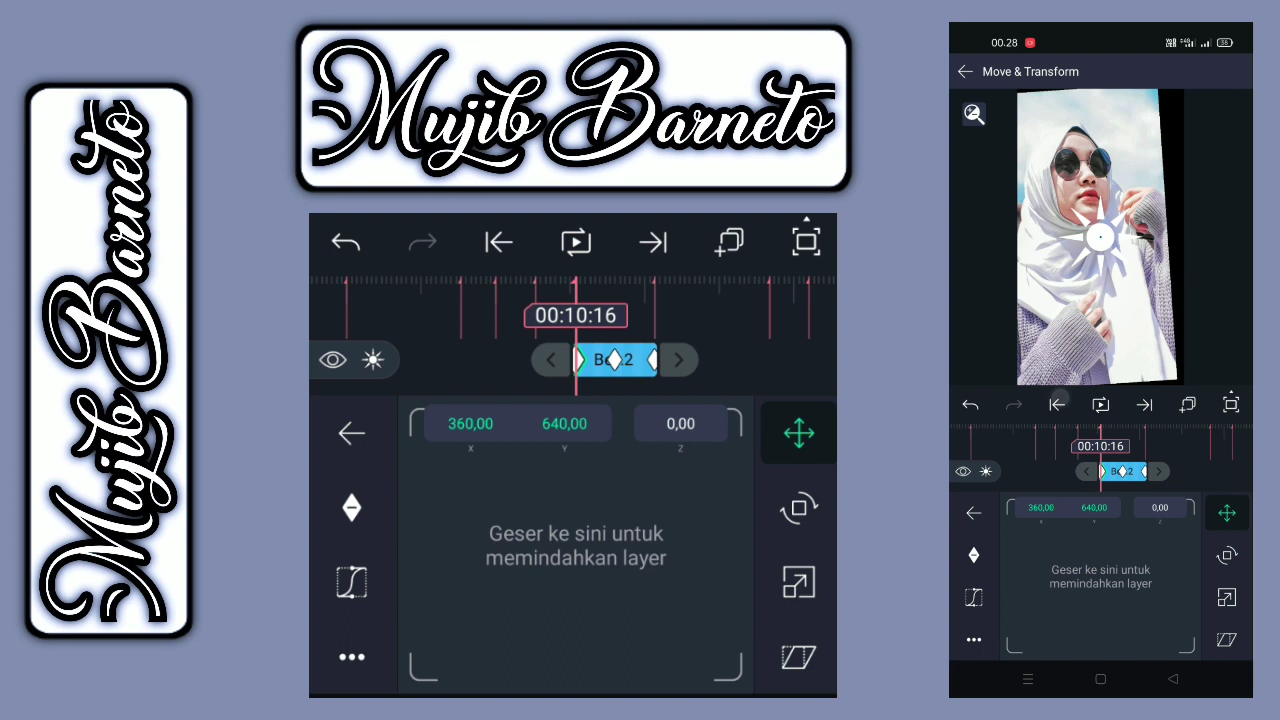 Mujib Barneto
Mujib Barneto
00:10:16
360,00 640,00 0,00
X Y Z
Geser ke sini untuk
memindahkan layer
00.28
56
Move & Transform
00:10:16
360,00 640,00 0,00
X Y Z
Geser ke sini untuk
memindahkan layer